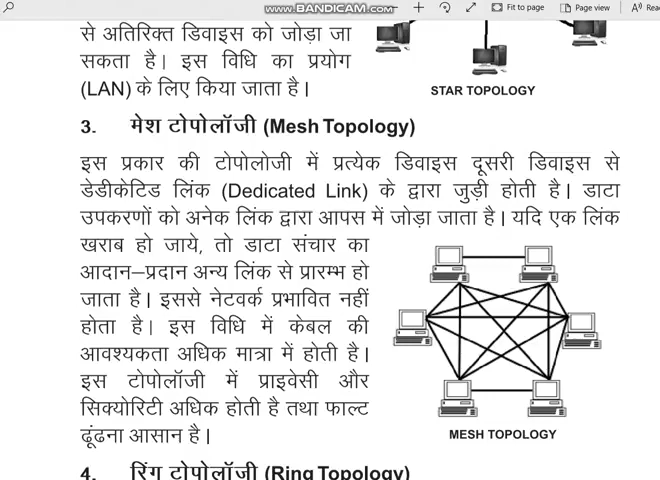 www.BANDICAM.com
Fit to page
Page view
Read
से अतिरिक्त डिवाइस को जोड़ा जा
सकता है। इस विधि का प्रयोग
(LAN) के लिए किया जाता है।
STAR TOPOLOGY
3. मेश टोपोलॉजी (Mesh Topology)
इस प्रकार की टोपोलोजी में प्रत्येक डिवाइस दूसरी डिवाइस से
डेडीकेटिड लिंक (Dedicated Link) के द्वारा जुड़ी होती है। डाटा
उपकरणों को अनेक लिंक द्वारा आपस में जोड़ा जाता है। यदि एक लिंक
खराब हो जाये, तो डाटा संचार का
आदान–प्रदान अन्य लिंक से प्रारम्भ हो
जाता है। इससे नेटवर्क प्रभावित नहीं
होता है। इस विधि में केबल की
आवश्यकता अधिक मात्रा में होती है।
इस टोपोलॉजी में प्राइवेसी और
सिक्योरिटी अधिक होती है तथा फाल्ट
ढूंढना आसान है।
MESH TOPOLOGY
4. रिंग टोपोलॉजी (Ring Topology)